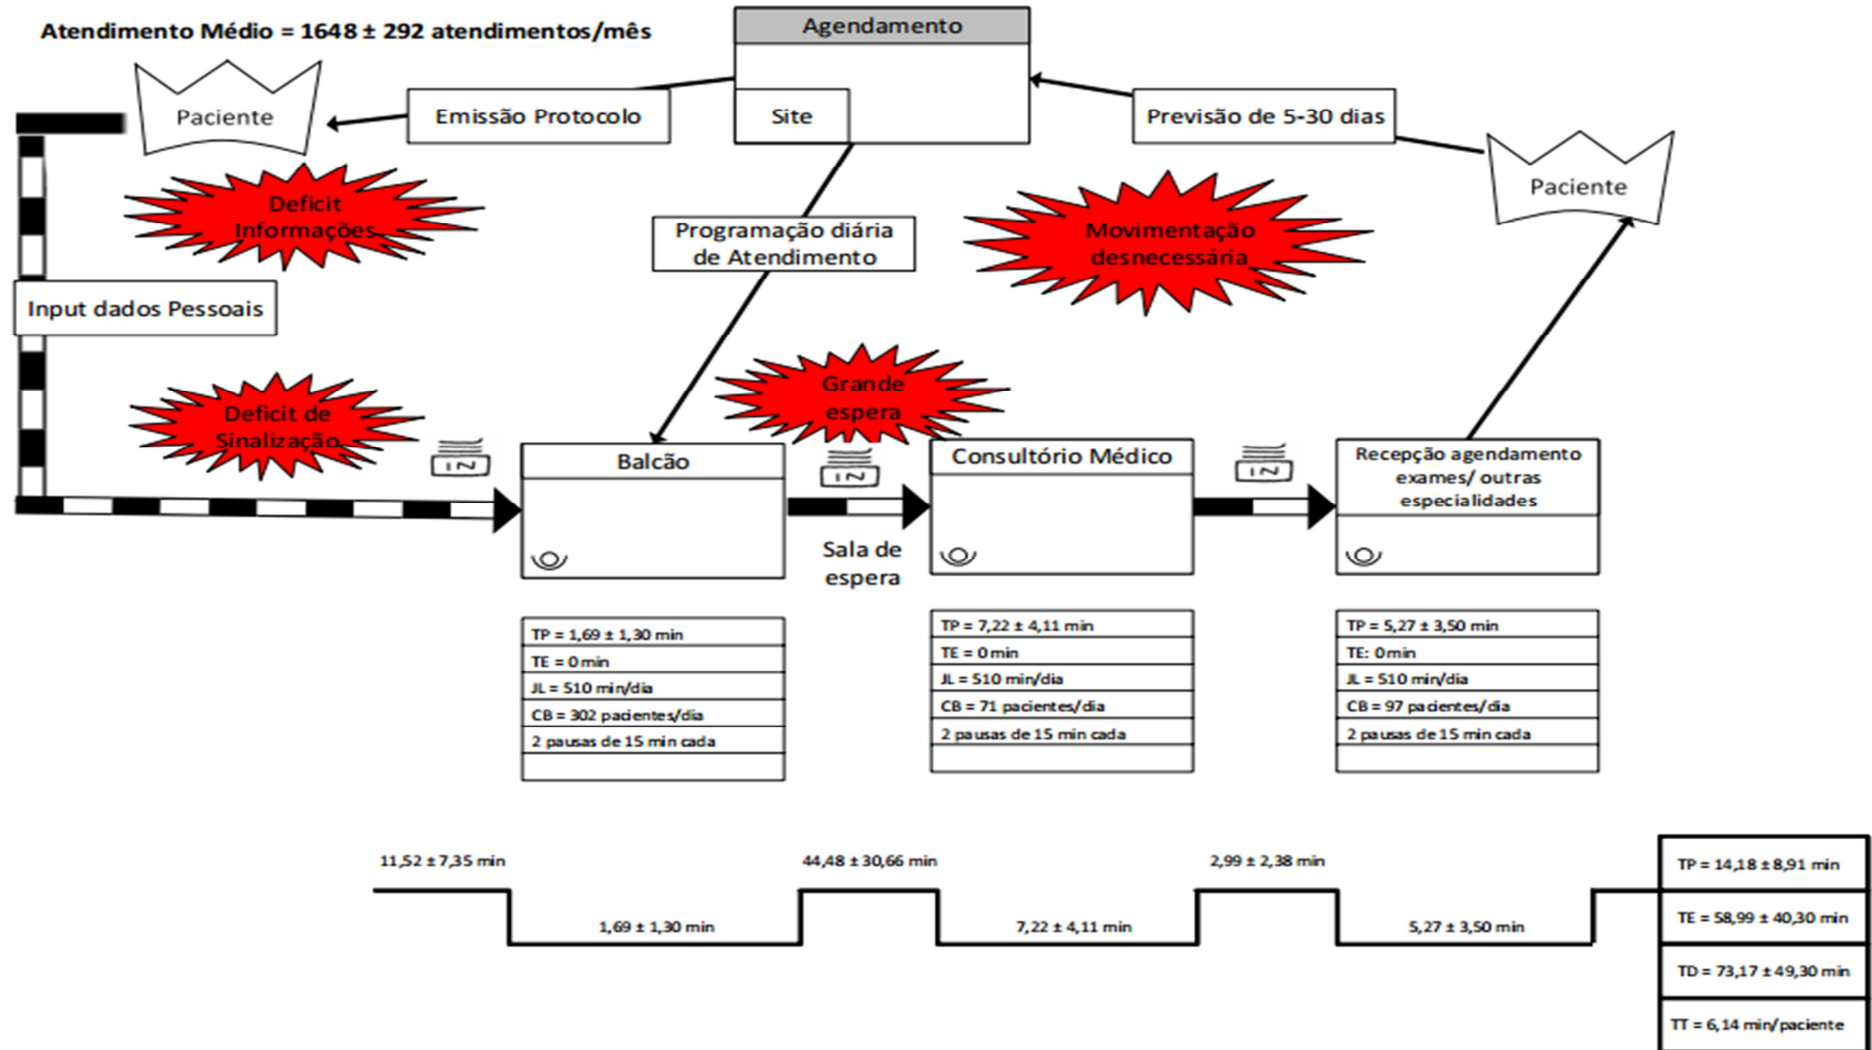 Atendimento Médio = 1648 ± 292 atendimentos/mês
Agendamento
Site
Paciente
Emissão Protocolo
Previsão de 5-30 dias
Paciente
Deficit
Informações
Programação diária
de Atendimento
Movimentação
desnecessária
Input dados Pessoais
Deficit de
Sinalização
Grande
espera
Balcão
Consultório Médico
Recepção agendamento
exames/ outras
especialidades
Sala de
espera
TP = 1,69 ± 1,30 min
TE = 0 min
JL = 510 min/dia
CB = 302 pacientes/dia
2 pausas de 15 min cada
TP = 7,22 ± 4,11 min
TE = 0 min
JL = 510 min/dia
CB = 71 pacientes/dia
2 pausas de 15 min cada
TP = 5,27 ± 3,50 min
TE: 0 min
JL = 510 min/dia
CB = 97 pacientes/dia
2 pausas de 15 min cada
11,52 ± 7,35 min
44,48 ± 30,66 min
2,99 ± 2,38 min
1,69 ± 1,30 min
7,22 ± 4,11 min
5,27 ± 3,50 min
TP = 14,18 ± 8,91 min
TE = 58,99 ± 40,30 min
TD = 73,17 ± 49,30 min
TT = 6,14 min/paciente